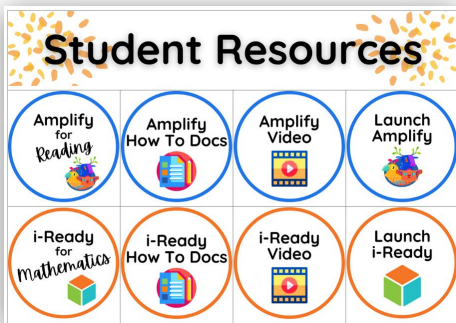 Student Resources
Amplify
for
Reading
Amplify
How To Docs
Amplify
Video
Launch
Amplify
i-Ready
for
Mathematics
i-Ready
How To Docs
i-Ready
Video
Launch
i-Ready